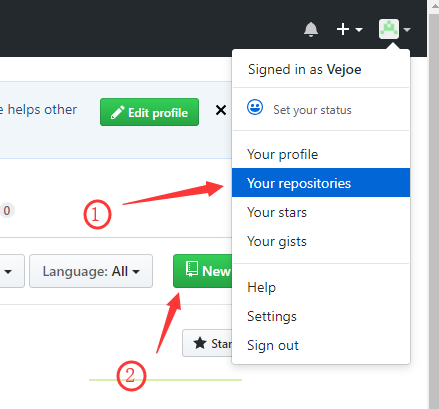 Signed in as Vejoe
e helps other
Edit profile
Set your status
Your profile
Your repositories
0
①
Your stars
Your gists
Language: All
New
Help
Settings
②
Star
Sign out